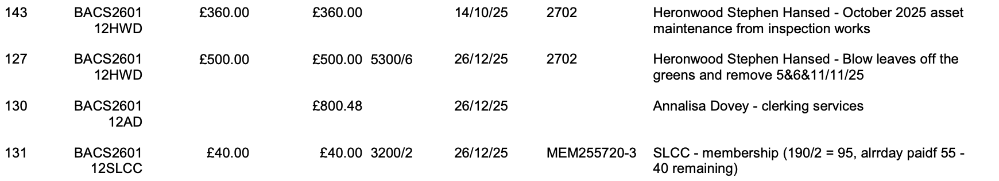 143 BACS2601 £360.00 £360.00 14/10/25 2702 Heronwood Stephen Hansed - October 2025 asset
12HWD maintenance from inspection works
127 BACS2601 £500.00 £500.00 5300/6 26/12/25 2702 Heronwood Stephen Hansed - Blow leaves off the
12HWD greens and remove 5&6&11/11/25
130 BACS2601 £800.48 26/12/25 Annalisa Dovey - clerking services
12AD
131 BACS2601 £40.00 £40.00 3200/2 26/12/25 MEM255720-3 SLCC - membership (190/2 = 95, alrrday paidf 55 -
12SLCC 40 remaining)